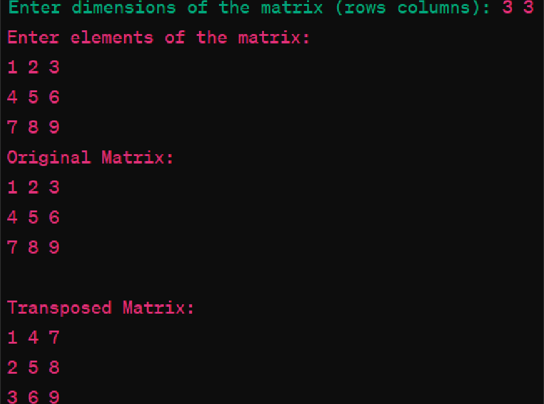 Enter dimensions of the matrix (rows columns): 3 3
Enter elements of the matrix:
1 2 3
4 5 6
7 8 9
Original Matrix:
1 2 3
4 5 6
7 8 9
Transposed Matrix:
1 4 7
2 5 8
3 6 9